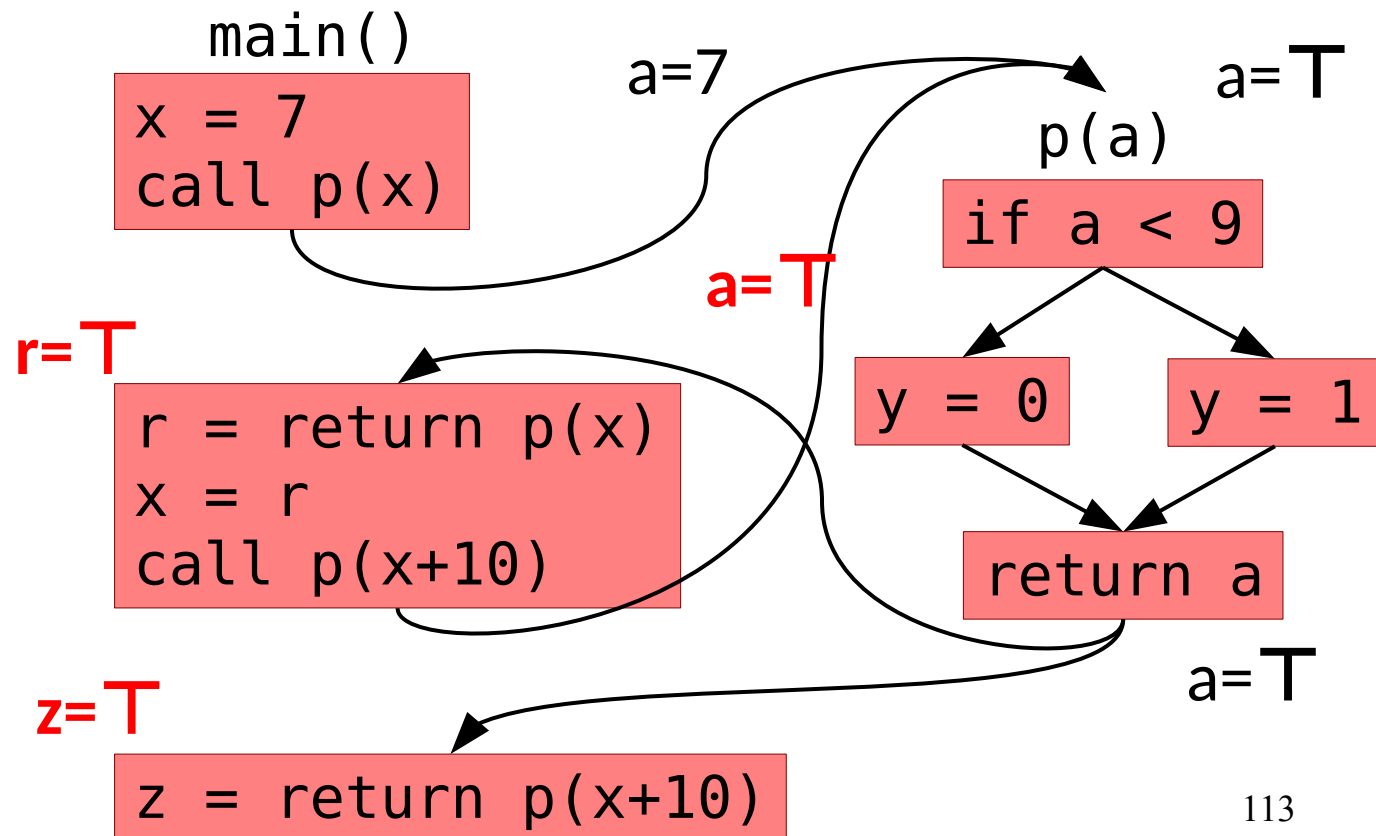 main()
x = 7
call p(x)
a=7
a=⊤
p(a)
if a < 9
a=⊤
y = 0
y = 1
return a
a=⊤
r=⊤
r = return p(x)
x = r
call p(x+10)
z=⊤
z = return p(x+10)
113